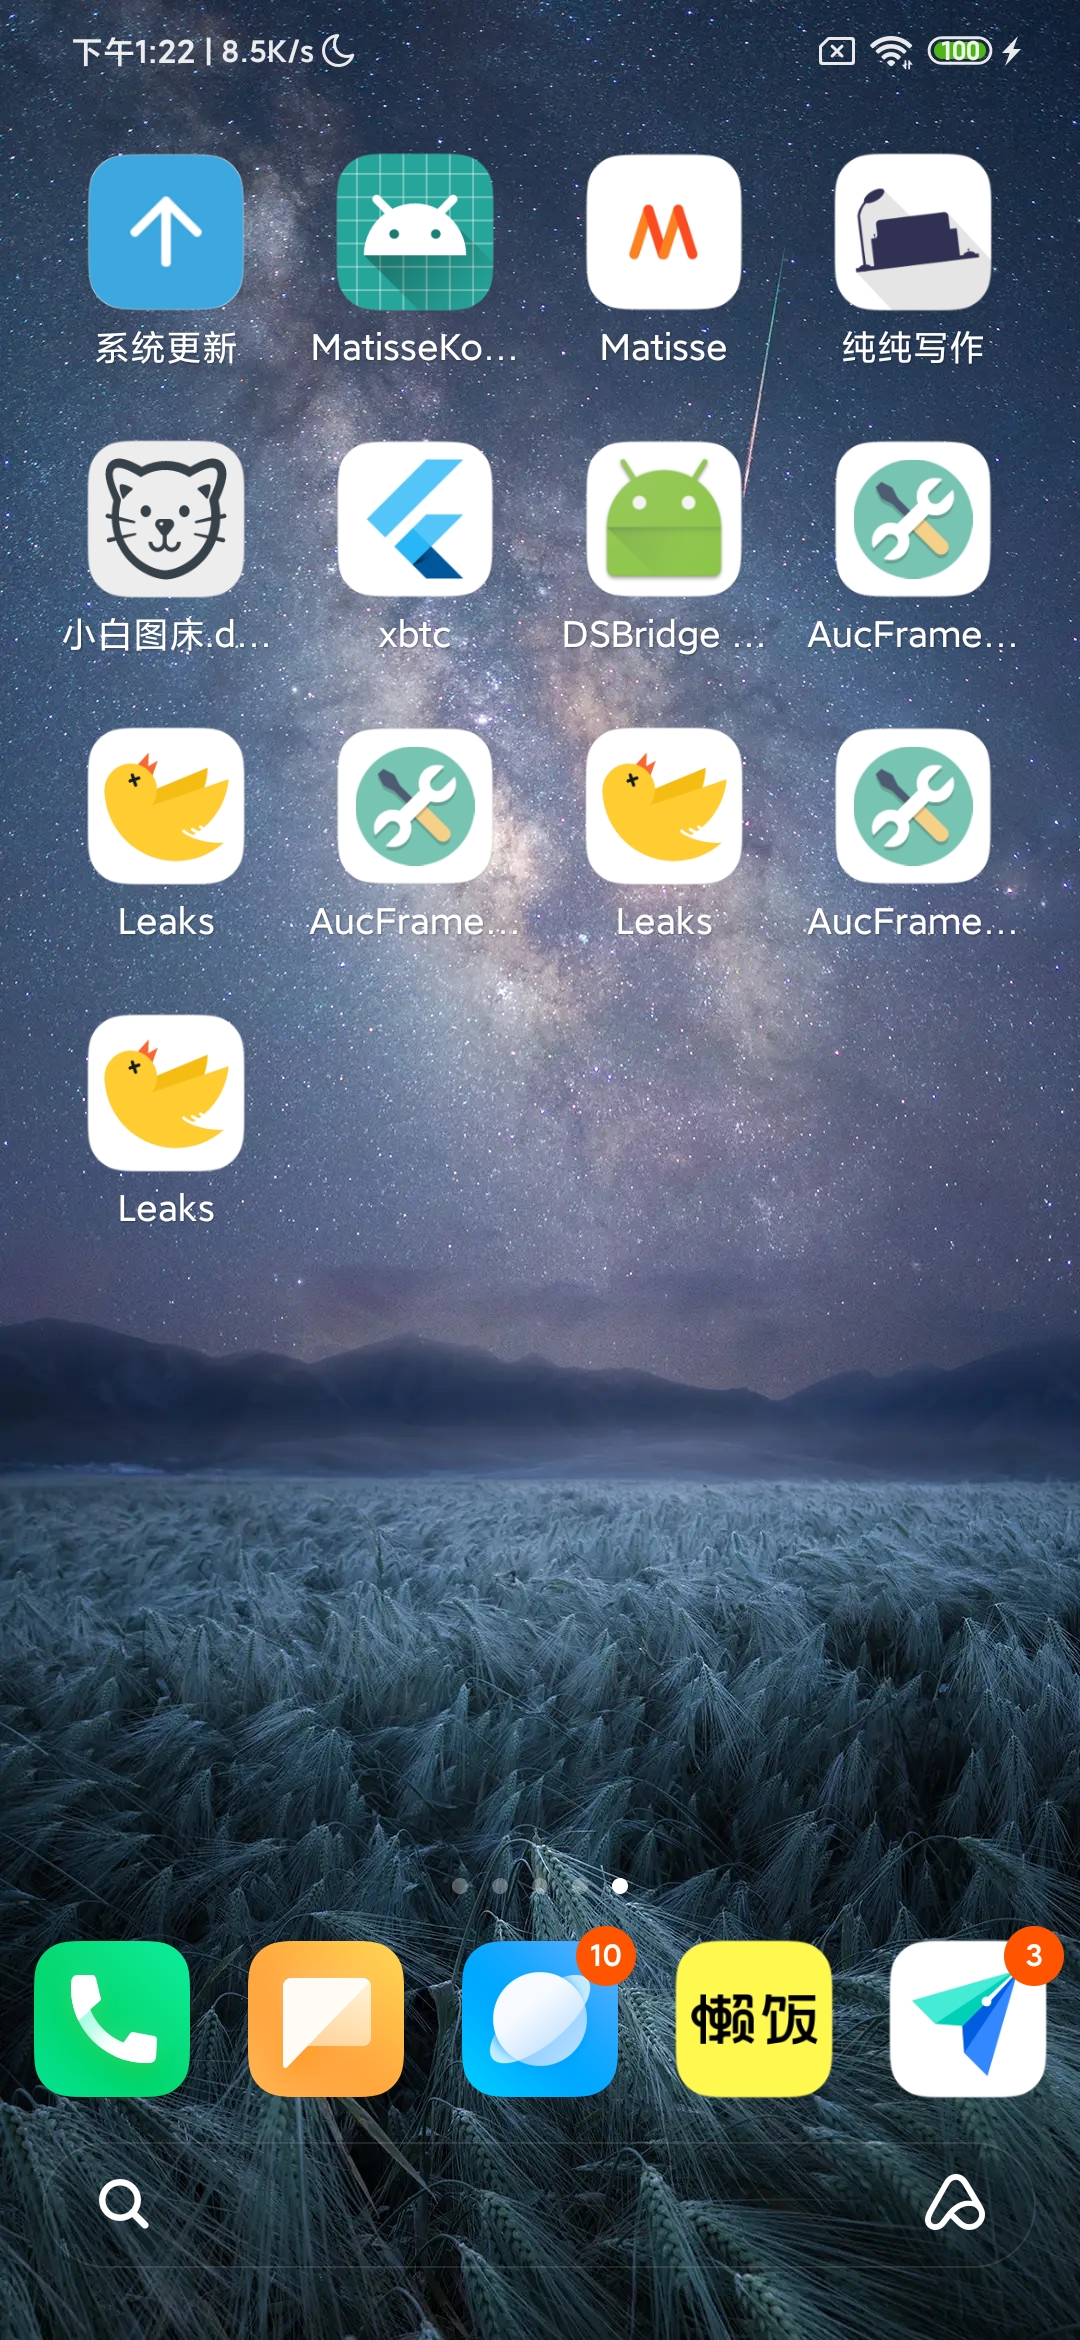 下午1:22 | 8.5K/s
100
系统更新
MatisseKo...
Matisse
纯纯写作
小白图床.d...
xbtc
DSBridge ...
AucFrame...
Leaks
AucFrame...
Leaks
AucFrame...
Leaks
10
懒饭
3